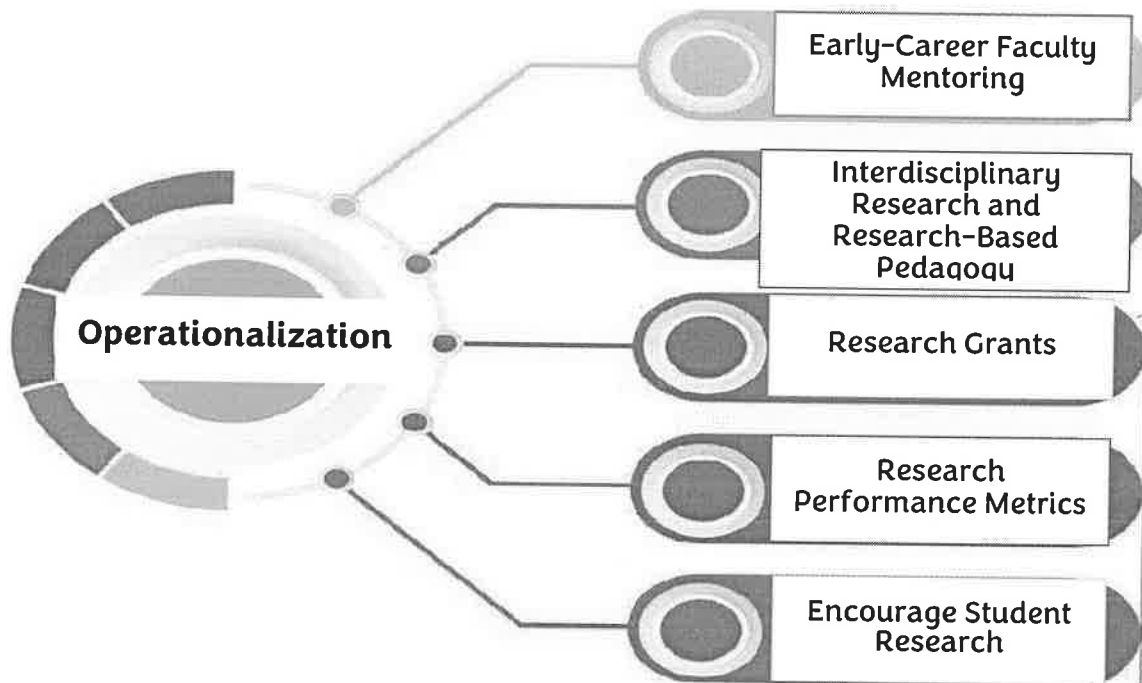 Early-Career Faculty
Mentoring
Interdisciplinary
Research and
Research-Based
Pedagogy
Operationalization
Research Grants
Research
Performance Metrics
Encourage Student
Research